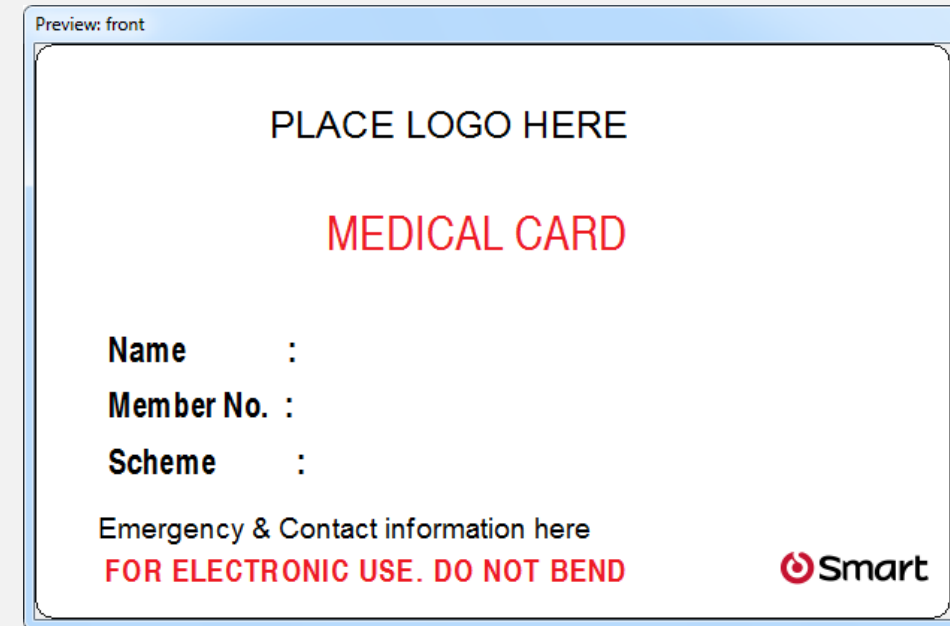 Preview: front
PLACE LOGO HERE
MEDICAL CARD
Name :
Member No. :
Scheme :
Emergency & Contact information here
FOR ELECTRONIC USE. DO NOT BEND
Smart